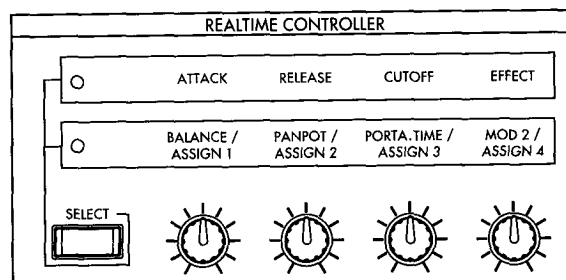 REALTIME CONTROLLER
ATTACK RELEASE CUTOFF EFFECT
BALANCE / PANPOT / PORTA.TIME / MOD 2 /
ASSIGN 1 ASSIGN 2 ASSIGN 3 ASSIGN 4
SELECT